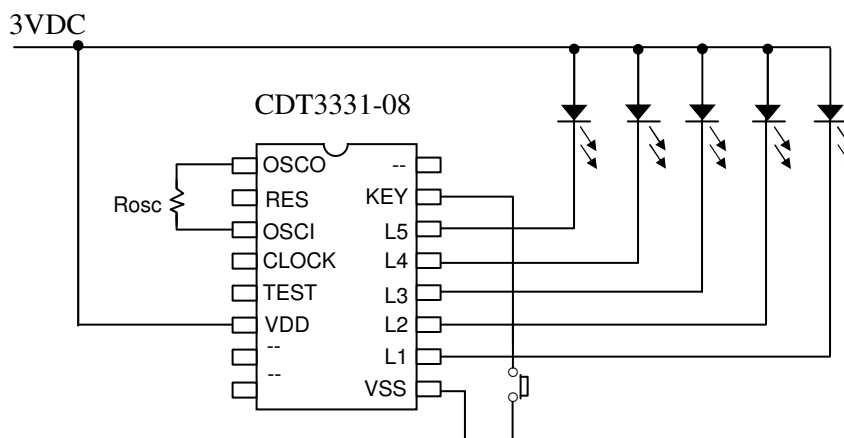 3VDC
CDT3331-08
OSCO
--
RES
KEY
Rosc
OSCI
L5
CLOCK
L4
TEST
L3
VDD
L2
--
L1
--
VSS